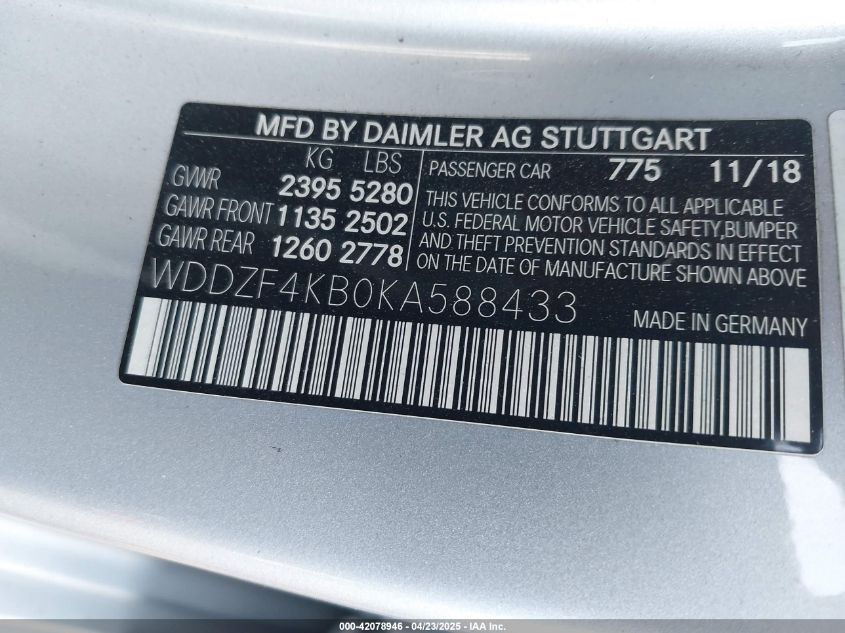 MFD BY DAIMLER AG STUTTGART
KG LBS
GVWR 2395 5280
GAWR FRONT 1135 2502
GAWR REAR 1260 2778
PASSENGER CAR 775 11/18
THIS VEHICLE CONFORMS TO ALL APPLICABLE
U.S. FEDERAL MOTOR VEHICLE SAFETY,BUMPER
AND THEFT PREVENTION STANDARDS IN EFFECT
ON THE DATE OF MANUFACTURE SHOWN ABOVE
WDDZF4KB0KA588433
MADE IN GERMANY
000-42078946 - 04/23/2025 - IAA Inc.